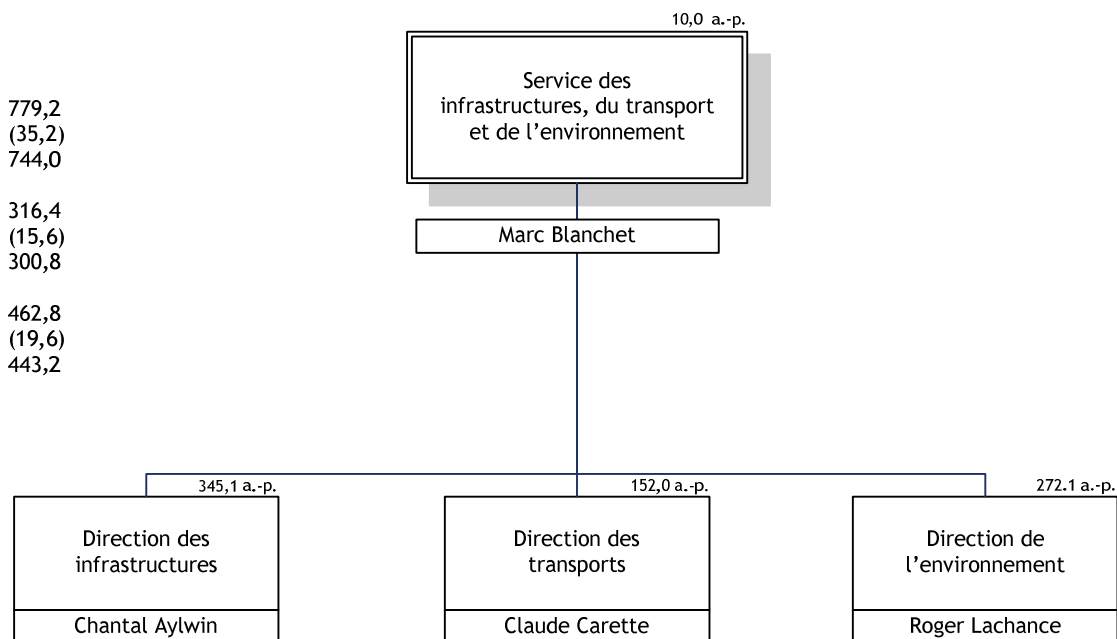 10,0 a.-p.
Service des
infrastructures, du transport
et de l’environnement
779,2
(35,2)
744,0
316,4
(15,6)
300,8
462,8
(19,6)
443,2
Marc Blanchet
345,1 a.-p.
Direction des
infrastructures
Chantal Aylwin
152,0 a.-p.
Direction des
transports
Claude Carette
272.1 a.-p.
Direction de
l’environnement
Roger Lachance